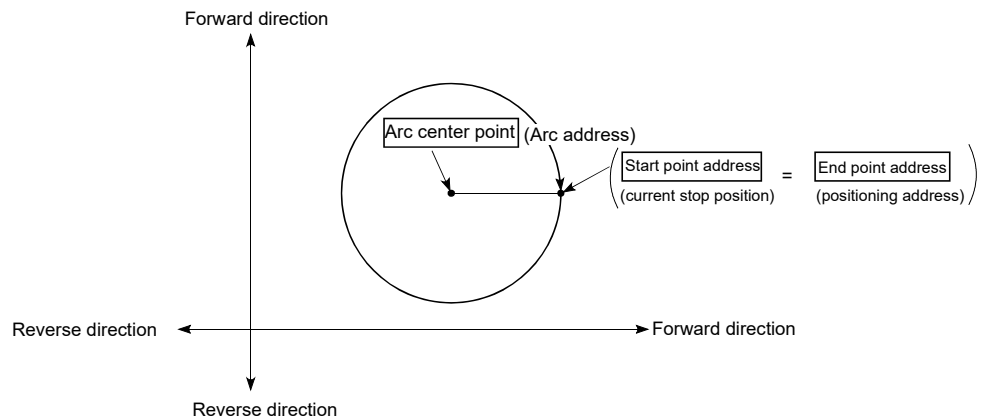 Forward direction
Arc center point (Arc address)
Start point address = End point address
(current stop position) (positioning address)
Reverse direction Forward direction
Reverse direction